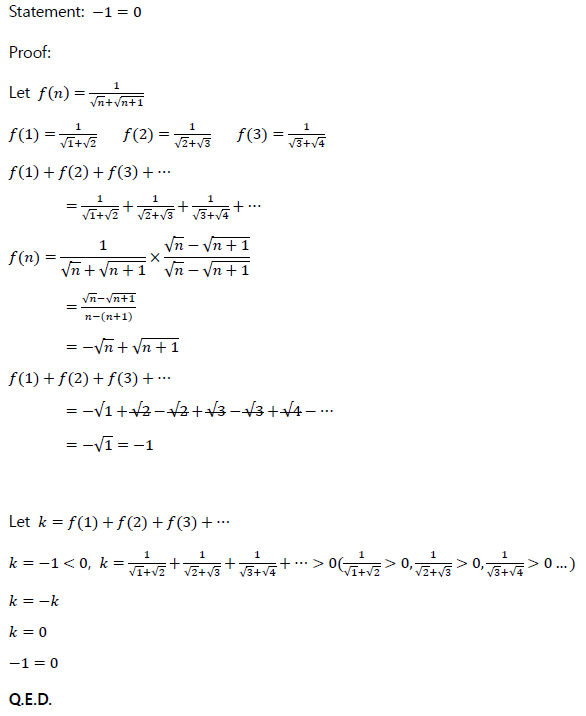 Statement: −1 = 0
Proof:
Let f(n) = 1/(√n+√(n+1))
f(1) = 1/(√1+√2) f(2) = 1/(√2+√3) f(3) = 1/(√3+√4)
f(1) + f(2) + f(3) + ⋯
= 1/(√1+√2) + 1/(√2+√3) + 1/(√3+√4) + ⋯
f(n) = 1/(√n + √(n + 1)) × (√n − √(n + 1))/(√n − √(n + 1))
= (√n−√(n+1))/(n−(n+1))
= −√n + √(n + 1)
f(1) + f(2) + f(3) + ⋯
= −√1 + √2 − √2 + √3 − √3 + √4 − ⋯
= −√1 = −1
Let k = f(1) + f(2) + f(3) + ⋯
k = −1 < 0, k = 1/(√1+√2) + 1/(√2+√3) + 1/(√3+√4) + ⋯ > 0(1/(√1+√2) > 0, 1/(√2+√3) > 0, 1/(√3+√4) > 0 …)
k = −k
k = 0
−1 = 0
Q.E.D.